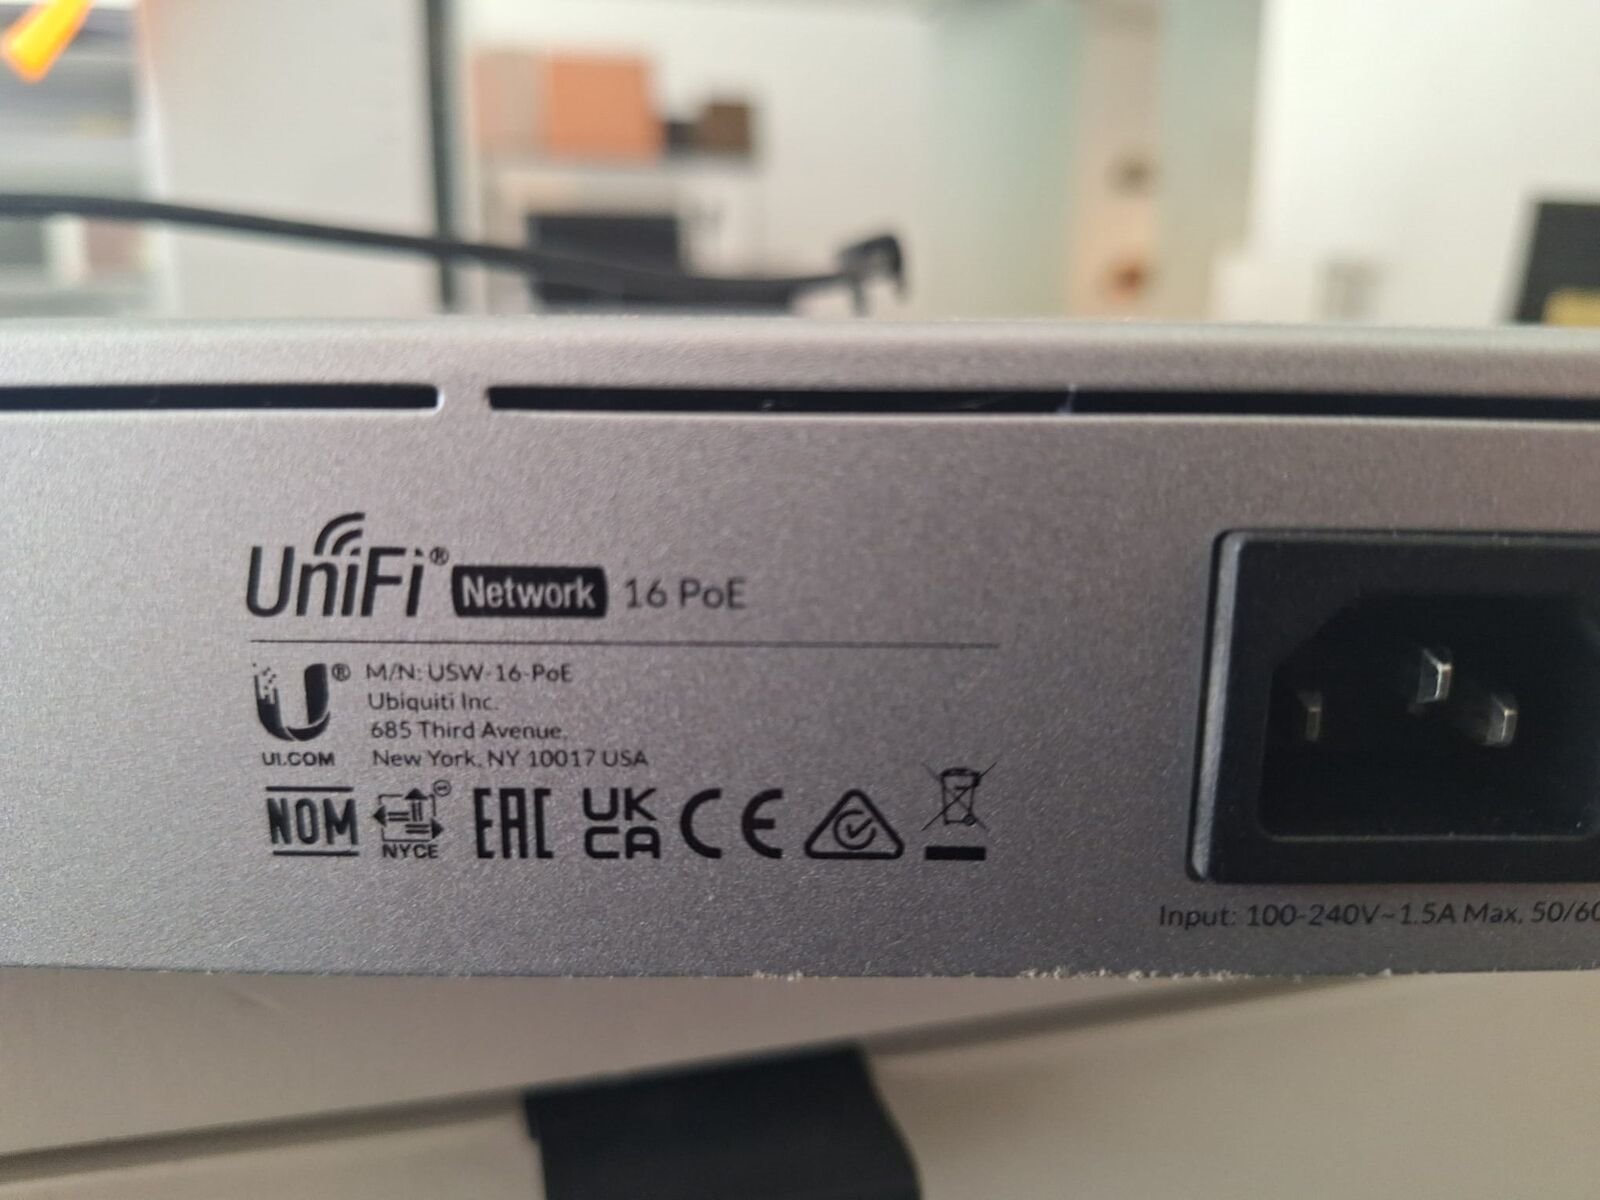 UniFi® Network 16 PoE
® M/N: USW-16-PoE
Ubiquiti Inc.
685 Third Avenue,
UI.COM New York, NY 10017 USA
NOM NYCE EAC UK CA CE
Input: 100-240V~1.5A Max, 50/60